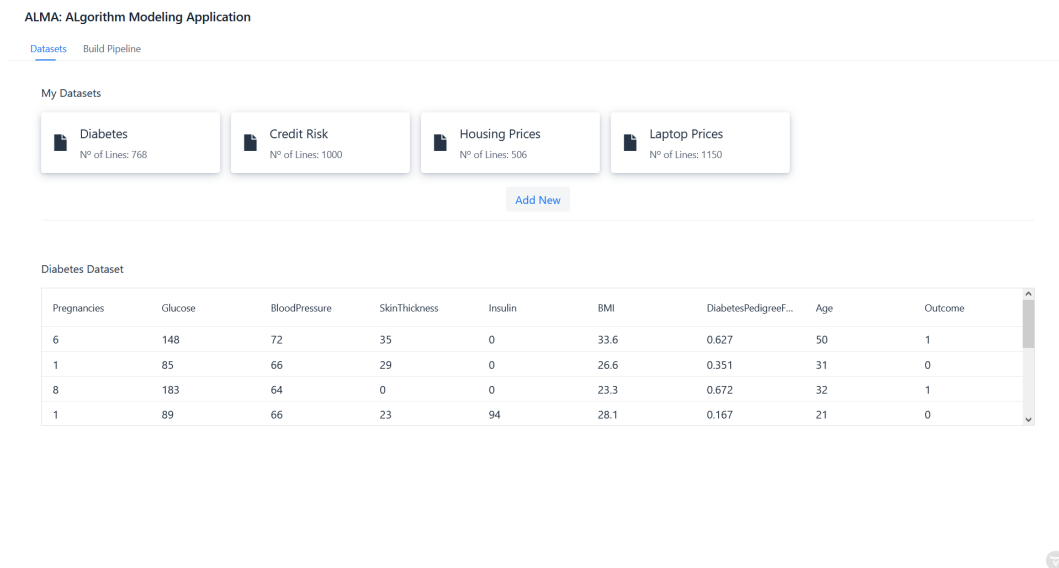 ALMA: ALgorithm Modeling Application
Datasets Build Pipeline
My Datasets
Diabetes Credit Risk Housing Prices Laptop Prices
Nº of Lines: 768 Nº of Lines: 1000 Nº of Lines: 506 Nº of Lines: 1150
Add New
Diabetes Dataset
Pregnancies Glucose BloodPressure SkinThickness Insulin BMI DiabetesPedigreeF... Age Outcome
6 148 72 35 0 33.6 0.627 50 1
1 85 66 29 0 26.6 0.351 31 0
8 183 64 0 0 23.3 0.672 32 1
1 89 66 23 94 28.1 0.167 21 0